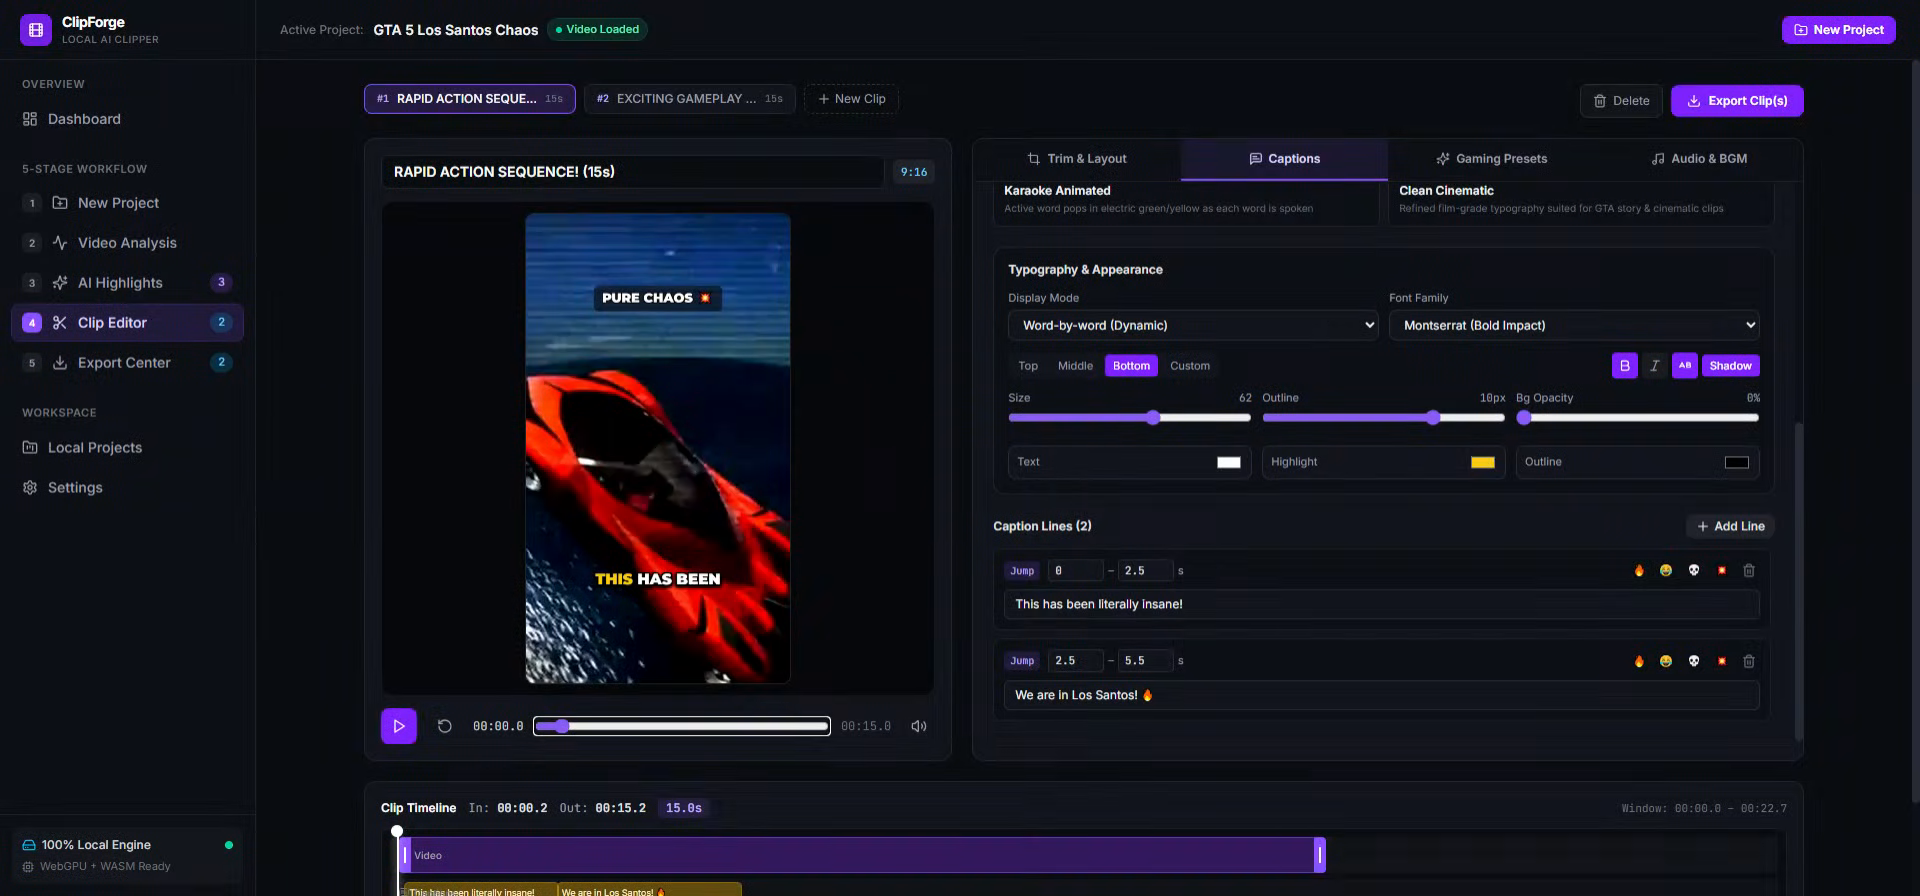 ClipForge
LOCAL AI CLIPPER
Active Project: GTA 5 Los Santos Chaos Video Loaded
New Project
OVERVIEW
Dashboard
5-STAGE WORKFLOW
1 New Project
2 Video Analysis
3 AI Highlights 3
4 Clip Editor 2
5 Export Center 2
WORKSPACE
Local Projects
Settings
100% Local Engine
WebGPU + WASM Ready
#1 RAPID ACTION SEQUE... 15s
#2 EXCITING GAMEPLAY ... 15s
+ New Clip
Delete
Export Clip(s)
RAPID ACTION SEQUENCE! (15s)
9:16
PURE CHAOS 💥
THIS HAS BEEN
00:00.0
00:15.0
Trim & Layout
Captions
Gaming Presets
Audio & BGM
Karaoke Animated
Active word pops in electric green/yellow as each word is spoken
Clean Cinematic
Refined film-grade typography suited for GTA story & cinematic clips
Typography & Appearance
Display Mode
Word-by-word (Dynamic)
Font Family
Montserrat (Bold Impact)
Top Middle Bottom Custom
B I AB Shadow
Size 62
Outline 10px
Bg Opacity 0%
Text
Highlight
Outline
Caption Lines (2)
+ Add Line
Jump 0 – 2.5 s 🔥 😂 💀 💥
This has been literally insane!
Jump 2.5 – 5.5 s 🔥 😂 💀 💥
We are in Los Santos! 🔥
Clip Timeline In: 00:00.2 Out: 00:15.2 15.0s
Window: 00:00.0 – 00:22.7
Video
This has been literally insane!
We are in Los Santos! 🔥